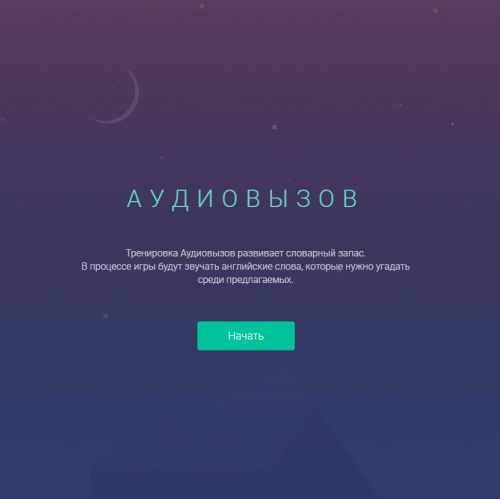 АУДИОВЫЗОВ
Тренировка Аудиовызов развивает словарный запас.
В процессе игры будут звучать английские слова, которые нужно угадать
среди предлагаемых.
Начать